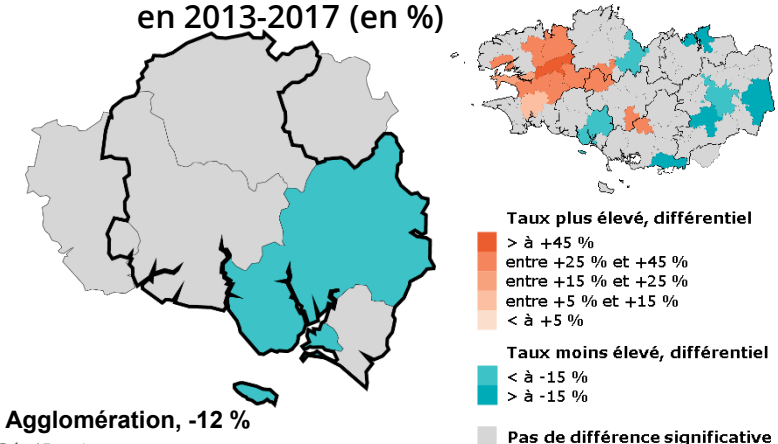 en 2013-2017 (en %)
Taux plus élevé, différentiel
> à +45 %
entre +25 % et +45 %
entre +15 % et +25 %
entre +5 % et +15 %
< à +5 %
Taux moins élevé, différentiel
< à -15 %
> à -15 %
Pas de différence significative
Agglomération, -12 %